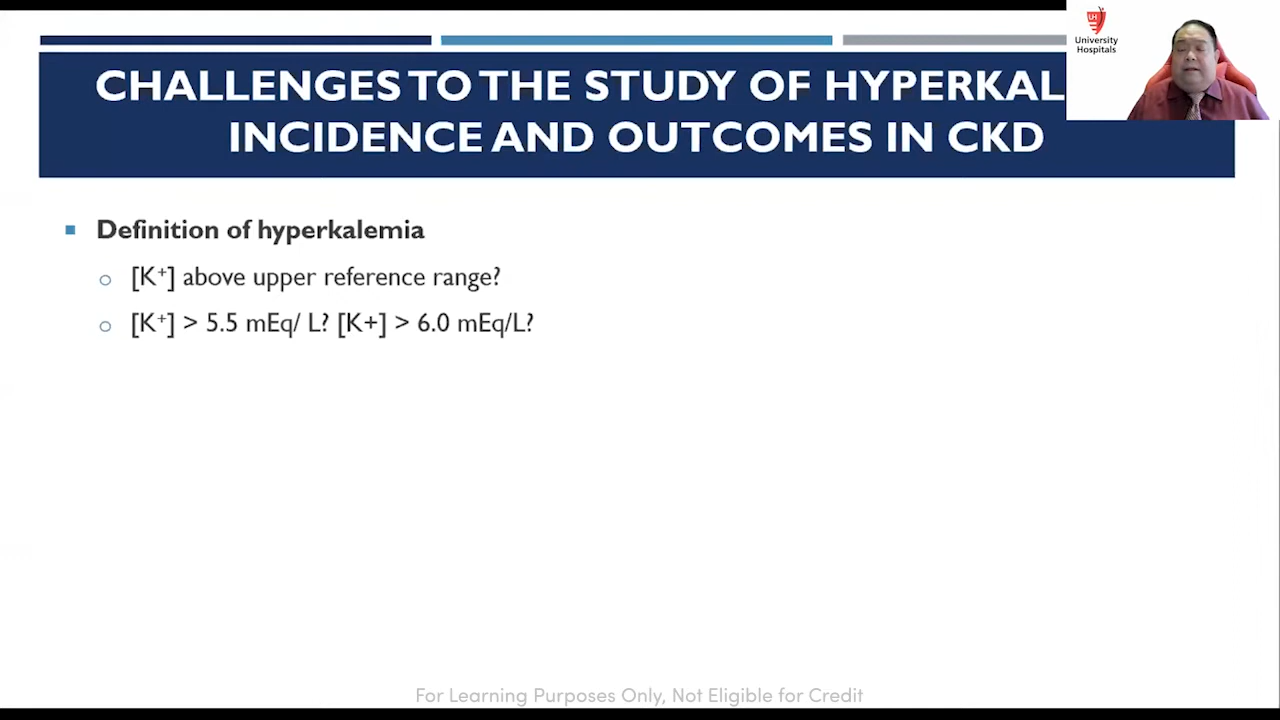 University
Hospitals
CHALLENGES TO THE STUDY OF HYPERKAL
INCIDENCE AND OUTCOMES IN CKD
Definition of hyperkalemia
[K⁺] above upper reference range?
[K⁺] > 5.5 mEq/ L? [K+] > 6.0 mEq/L?
For Learning Purposes Only, Not Eligible for Credit